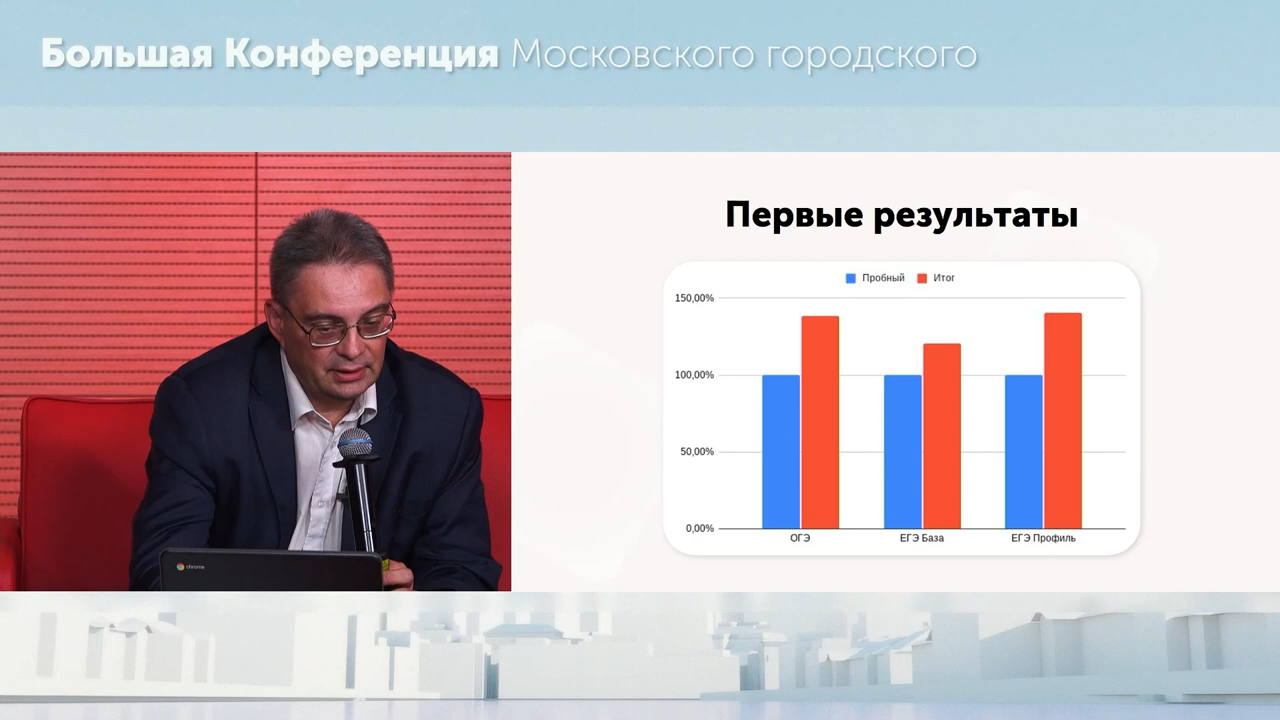 Большая Конференция Московского городского
Первые результаты
Пробный Итог
150,00%
100,00%
50,00%
0,00%
ОГЭ ЕГЭ База ЕГЭ Профиль
chrome